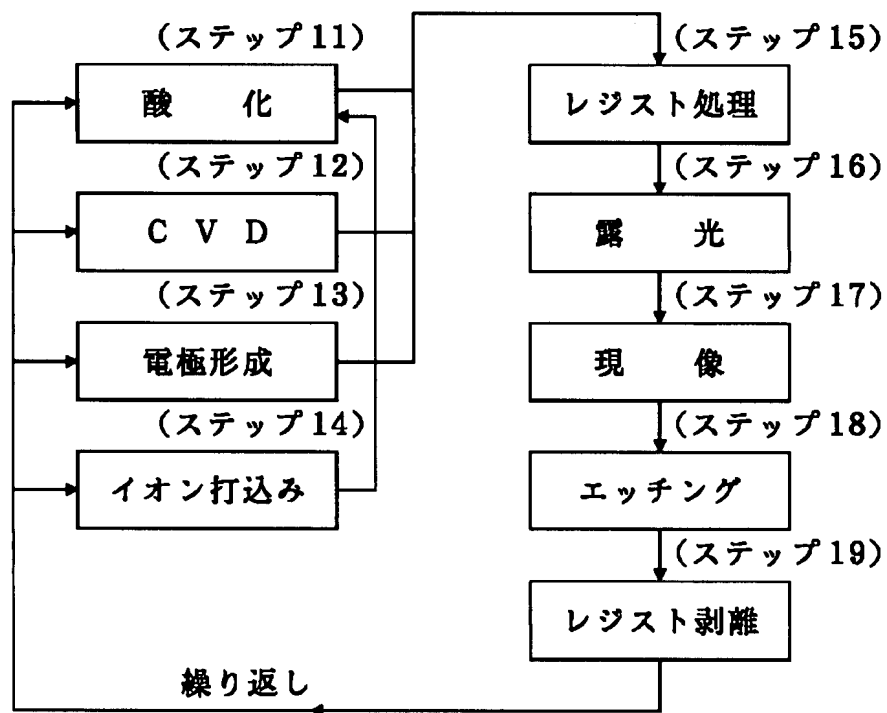 (ステップ11)
酸化
(ステップ12)
CVD
(ステップ13)
電極形成
(ステップ14)
イオン打込み
(ステップ15)
レジスト処理
(ステップ16)
露光
(ステップ17)
現像
(ステップ18)
エッチング
(ステップ19)
レジスト剥離
繰り返し